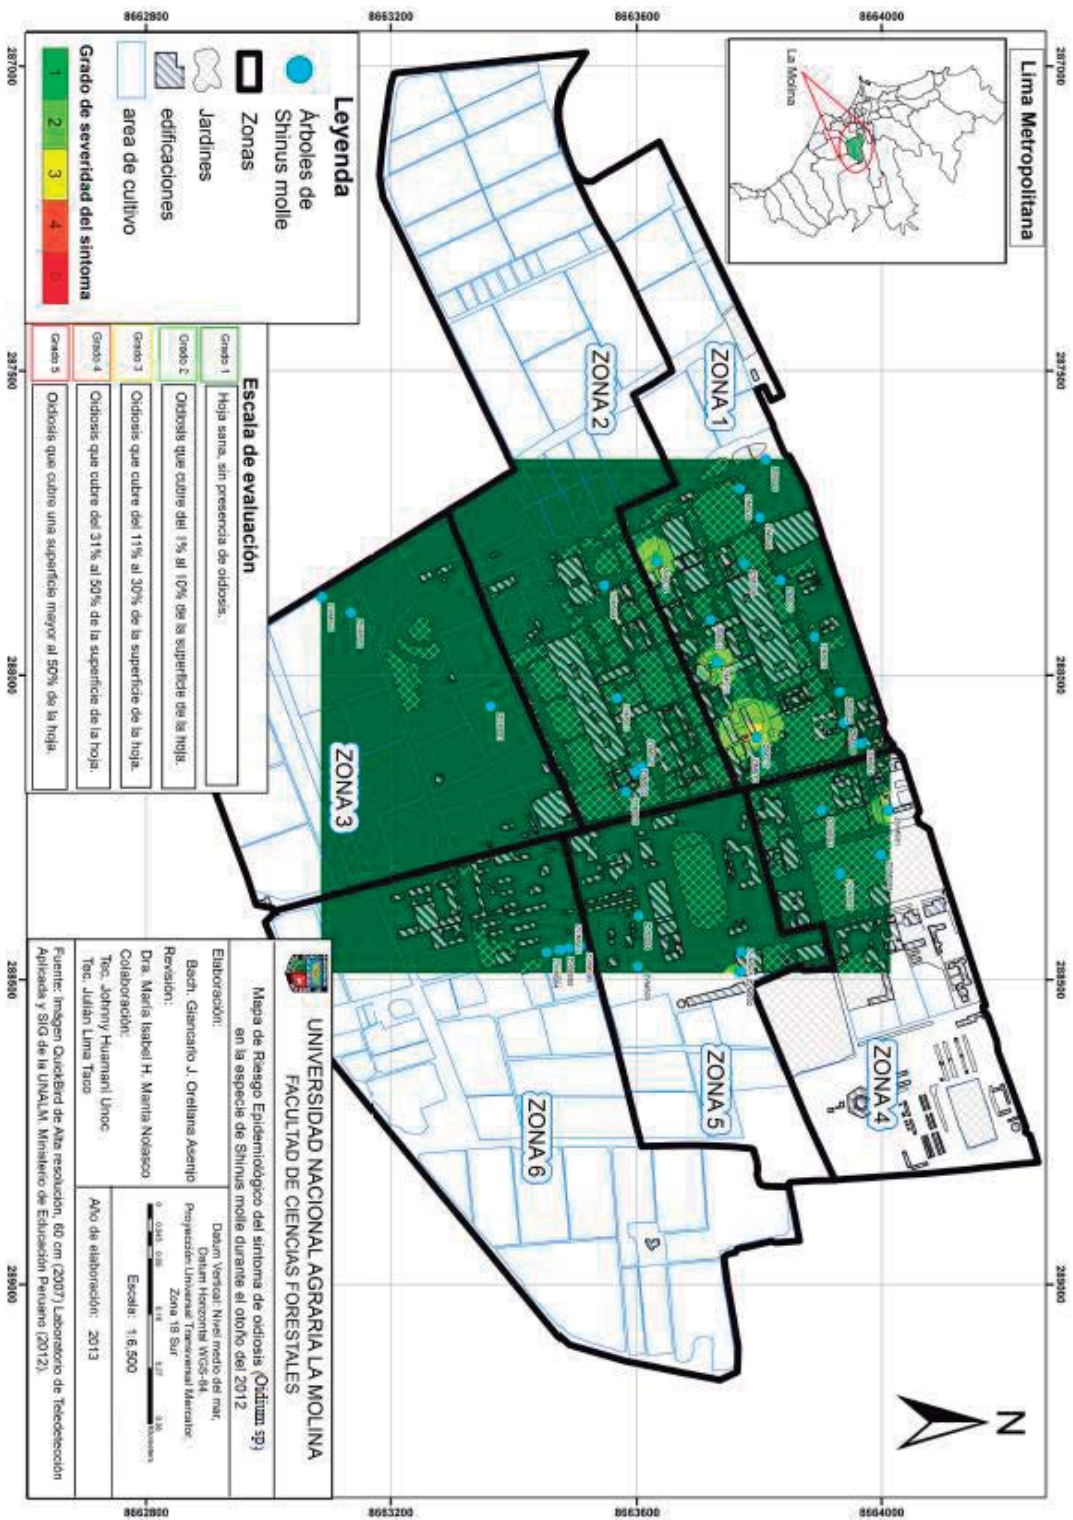 Lima Metropolitana
La Molina
287000
287500
288000
288500
289000
8664000
8663600
8663200
8662800
ZONA 1
ZONA 2
ZONA 3
ZONA 4
ZONA 5
ZONA 6
N
Leyenda
Árboles de
Shinus molle
Zonas
Jardines
edificaciones
area de cultivo
Grado de severidad del síntoma
1 2 3 4 5
Escala de evaluación
Grado 1 Hoja sana, sin presencia de oidiosis.
Grado 2 Oidiosis que cubre del 1% al 10% de la superficie de la hoja.
Grado 3 Oidiosis que cubre del 11% al 30% de la superficie de la hoja.
Grado 4 Oidiosis que cubre del 31% al 50% de la superficie de la hoja.
Grado 5 Oidiosis que cubre una superficie mayor al 50% de la hoja.
UNIVERSIDAD NACIONAL AGRARIA LA MOLINA
FACULTAD DE CIENCIAS FORESTALES
Mapa de Riesgo Epidemiológico del síntoma de oidiosis (Oidium sp)
en la especie de Shinus molle durante el otoño del 2012
Elaboración:
Bach. Giancarlo J. Orellana Asenjo
Revisión:
Dra. María Isabel H. Manta Nolasco
Colaboración:
Tec. Johnny Huamaní Unoc
Tec. Julián Lima Taco
Datum Vertical: Nivel medio del mar,
Datum Horizontal WGS-84.
Proyección Universal Transversal Mercator,
Zona 18 Sur
Escala: 1:6,500
Año de elaboración: 2013
Fuente: Imágen QuickBird de Alta resolución, 60 cm (2007) Laboratorio de Teledetección
Aplicada y SIG de la UNALM. Ministerio de Educación Peruano (2012).